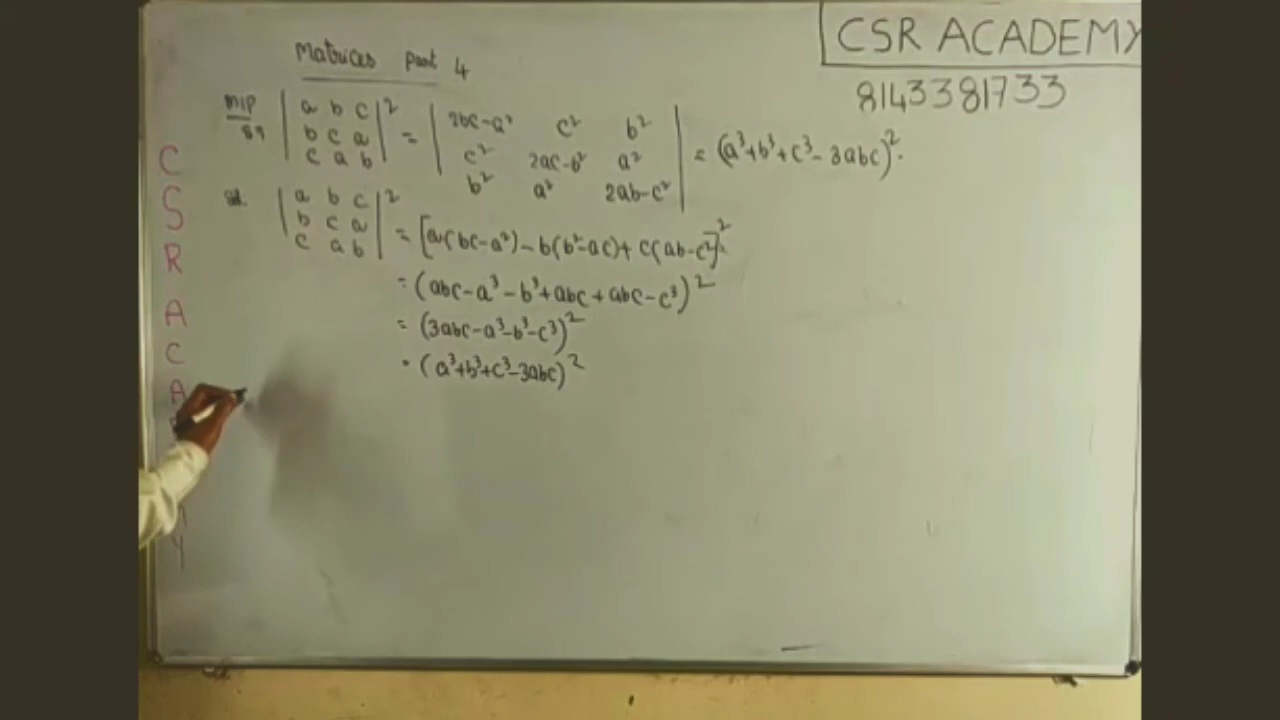 CSR ACADEMY
8143381733
Matrices part 4
| a b c |² | 2bc-a² c² b² |
| b c a | = | c² 2ac-b² a² | = (a³+b³+c³-3abc)².
| c a b | | b² a² 2ab-c² |
sol. | a b c |²
| b c a | = [a(bc-a²)-b(b²-ac)+c(ab-c²)]²
| c a b |
= (abc-a³-b³+abc+abc-c³)²
= (3abc-a³-b³-c³)²
= (a³+b³+c³-3abc)²
C
S
R
A
C
A
M
Y